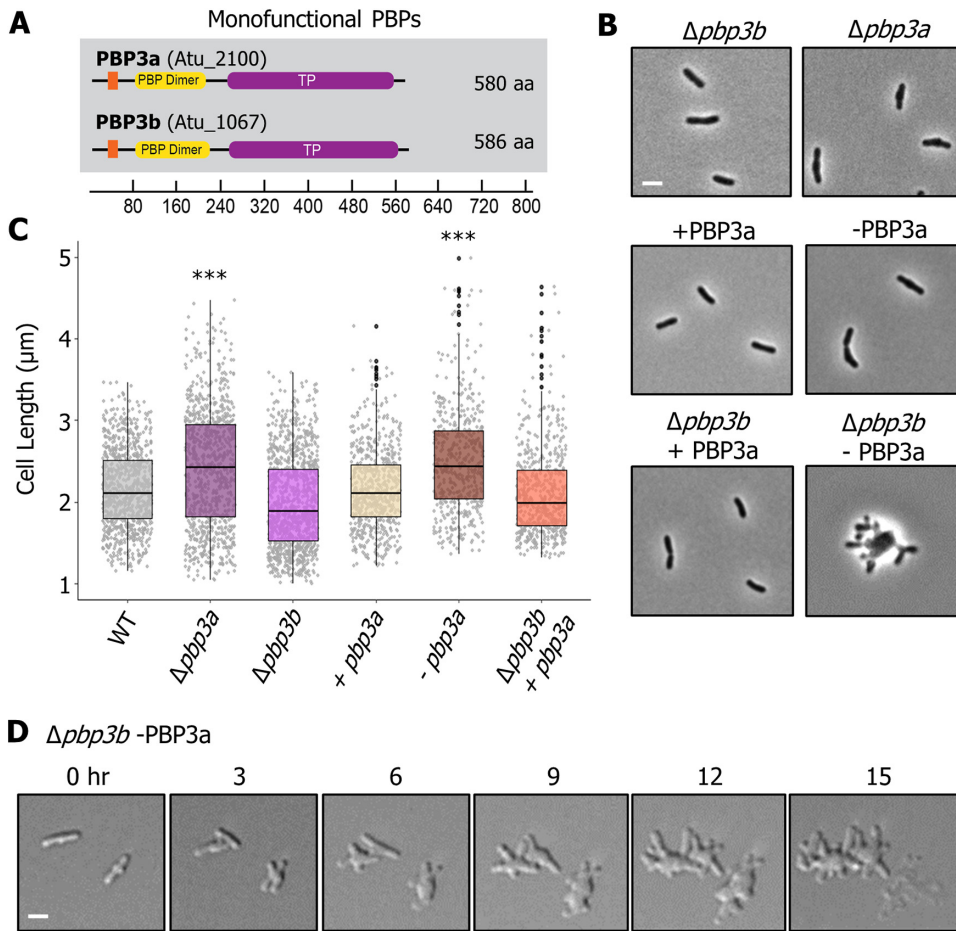 A
Monofunctional PBPs
PBP3a (Atu_2100)
PBP Dimer
TP
580 aa
PBP3b (Atu_1067)
PBP Dimer
TP
586 aa
80 160 240 320 400 480 560 640 720 800
B
Δpbp3b
Δpbp3a
+PBP3a
-PBP3a
Δpbp3b
+ PBP3a
Δpbp3b
- PBP3a
C
Cell Length (µm)
5
4
3
2
1
***
***
WT
Δpbp3a
Δpbp3b
+ pbp3a
- pbp3a
Δpbp3b
+ pbp3a
D
Δpbp3b -PBP3a
0 hr
3
6
9
12
15